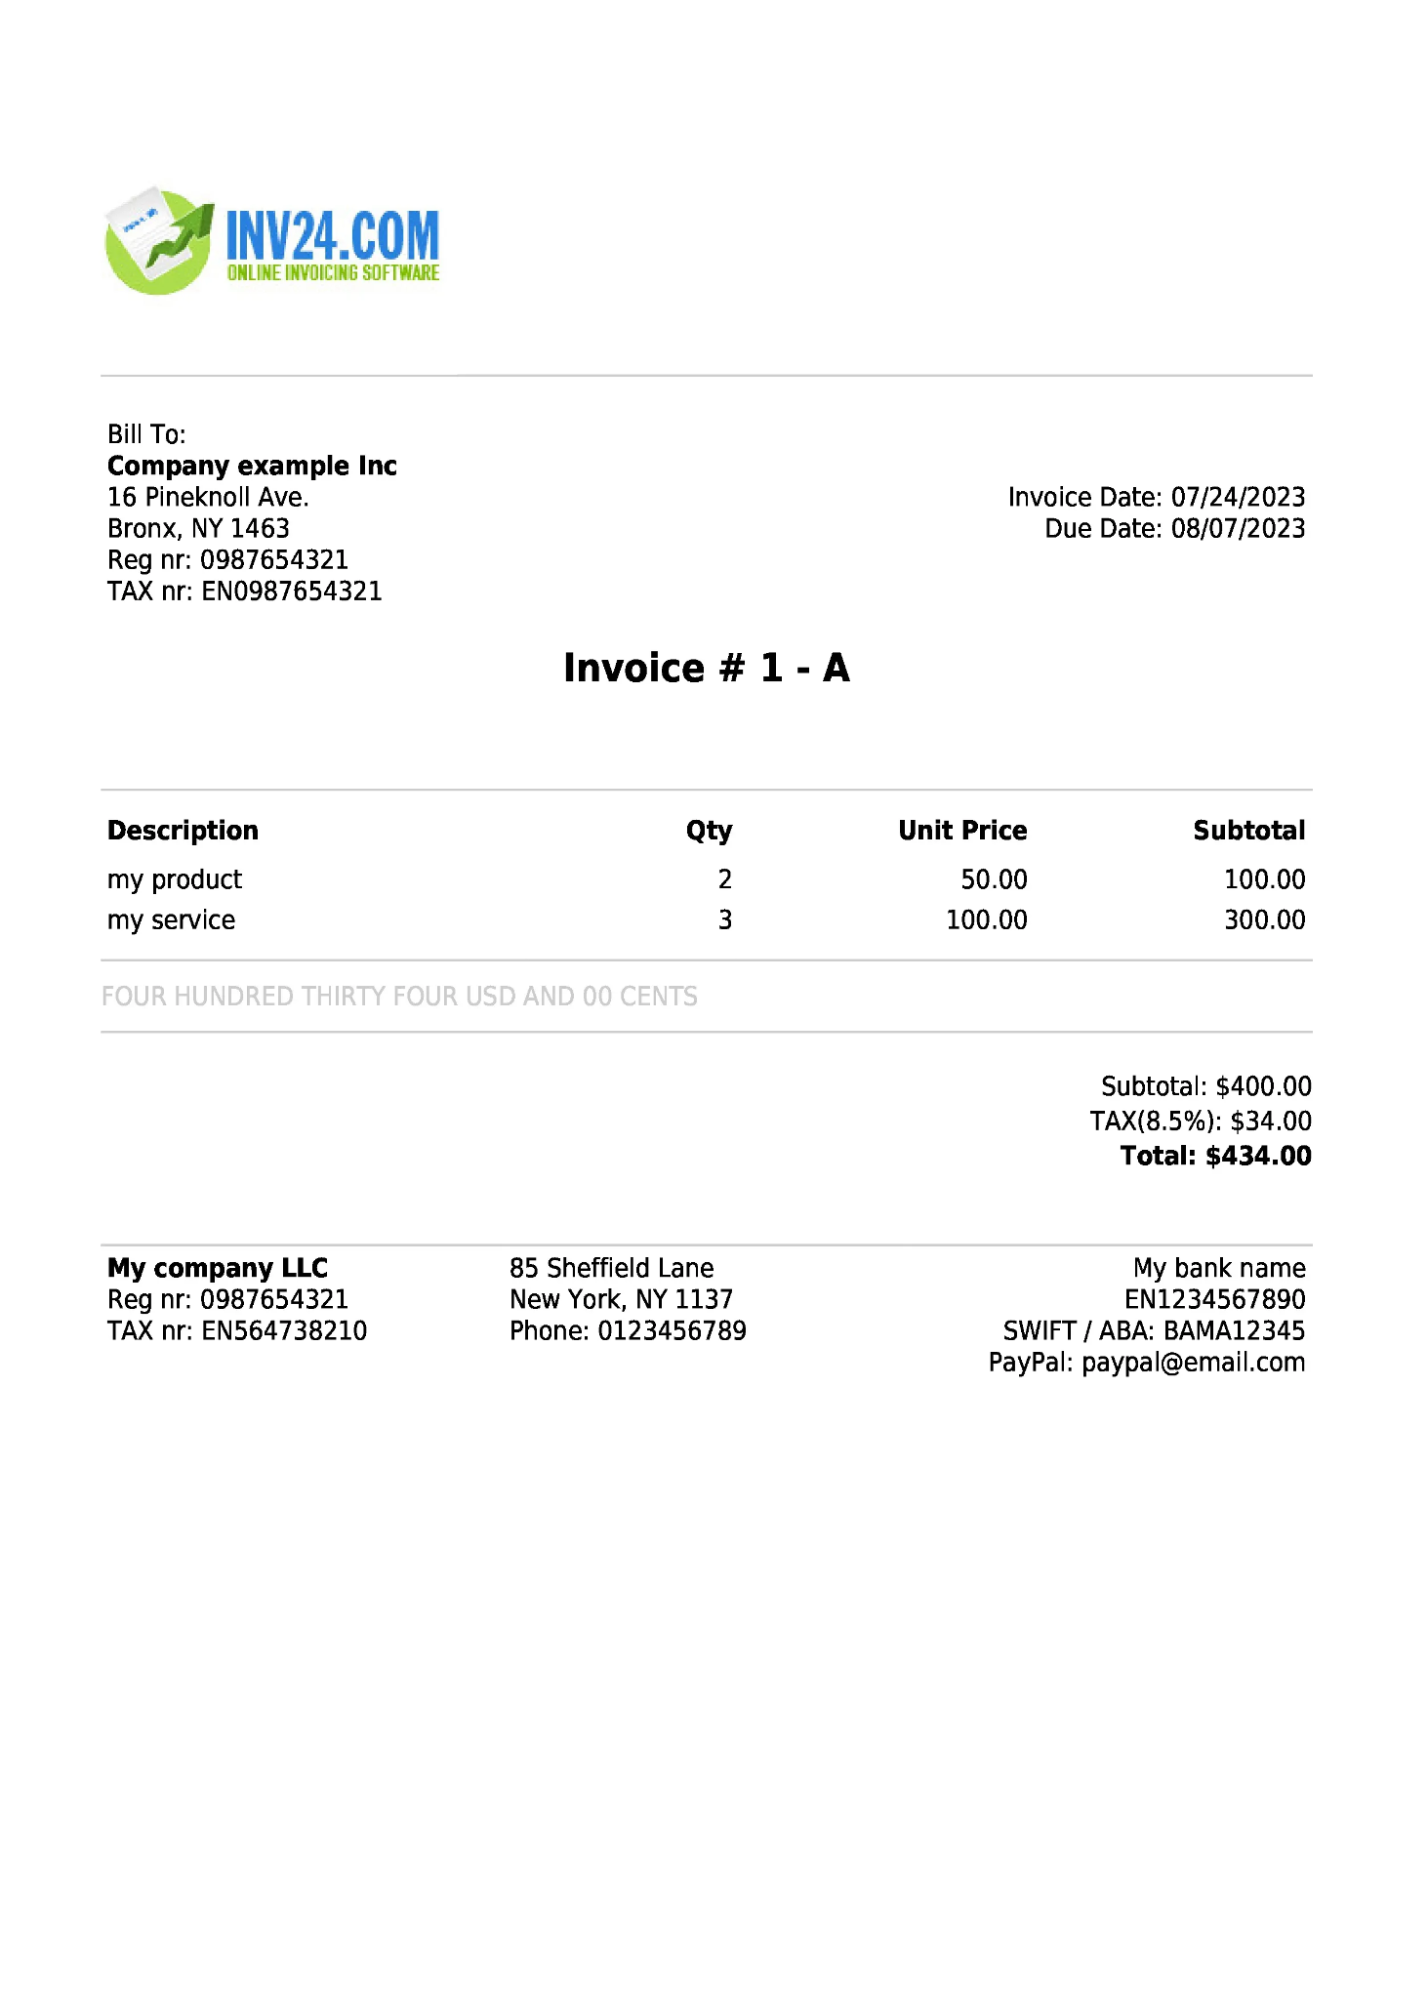 INV24.COM
ONLINE INVOICING SOFTWARE
Bill To:
Company example Inc
16 Pineknoll Ave.
Bronx, NY 1463
Reg nr: 0987654321
TAX nr: EN0987654321
Invoice Date: 07/24/2023
Due Date: 08/07/2023
Invoice # 1 - A
Description Qty Unit Price Subtotal
my product 2 50.00 100.00
my service 3 100.00 300.00
FOUR HUNDRED THIRTY FOUR USD AND 00 CENTS
Subtotal: $400.00
TAX(8.5%): $34.00
Total: $434.00
My company LLC
Reg nr: 0987654321
TAX nr: EN564738210
85 Sheffield Lane
New York, NY 1137
Phone: 0123456789
My bank name
EN1234567890
SWIFT / ABA: BAMA12345
PayPal: paypal@email.com